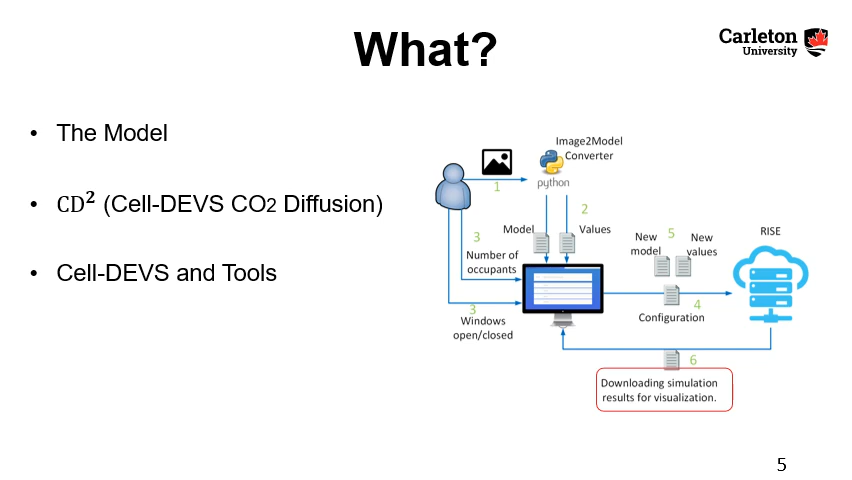 What?
Carleton
University
• The Model
• CD² (Cell-DEVS CO2 Diffusion)
• Cell-DEVS and Tools
Image2Model
Converter
python
1
2
Model
Values
3
Number of
occupants
3
Windows
open/closed
New
model
5
New
values
RISE
4
Configuration
6
Downloading simulation
results for visualization.
5